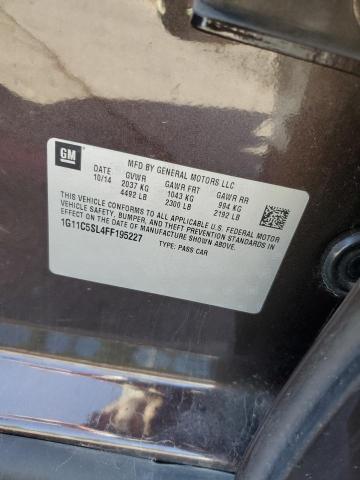 GM
MFD BY GENERAL MOTORS LLC
DATE GVWR GAWR FRT GAWR RR
10/14 2037 KG 1043 KG 994 KG
4492 LB 2300 LB 2192 LB
THIS VEHICLE CONFORMS TO ALL APPLICABLE U.S. FEDERAL MOTOR
VEHICLE SAFETY, BUMPER, AND THEFT PREVENTION STANDARDS IN
EFFECT ON THE DATE OF MANUFACTURE SHOWN ABOVE.
1G11C5SL4FF195227 TYPE: PASS CAR